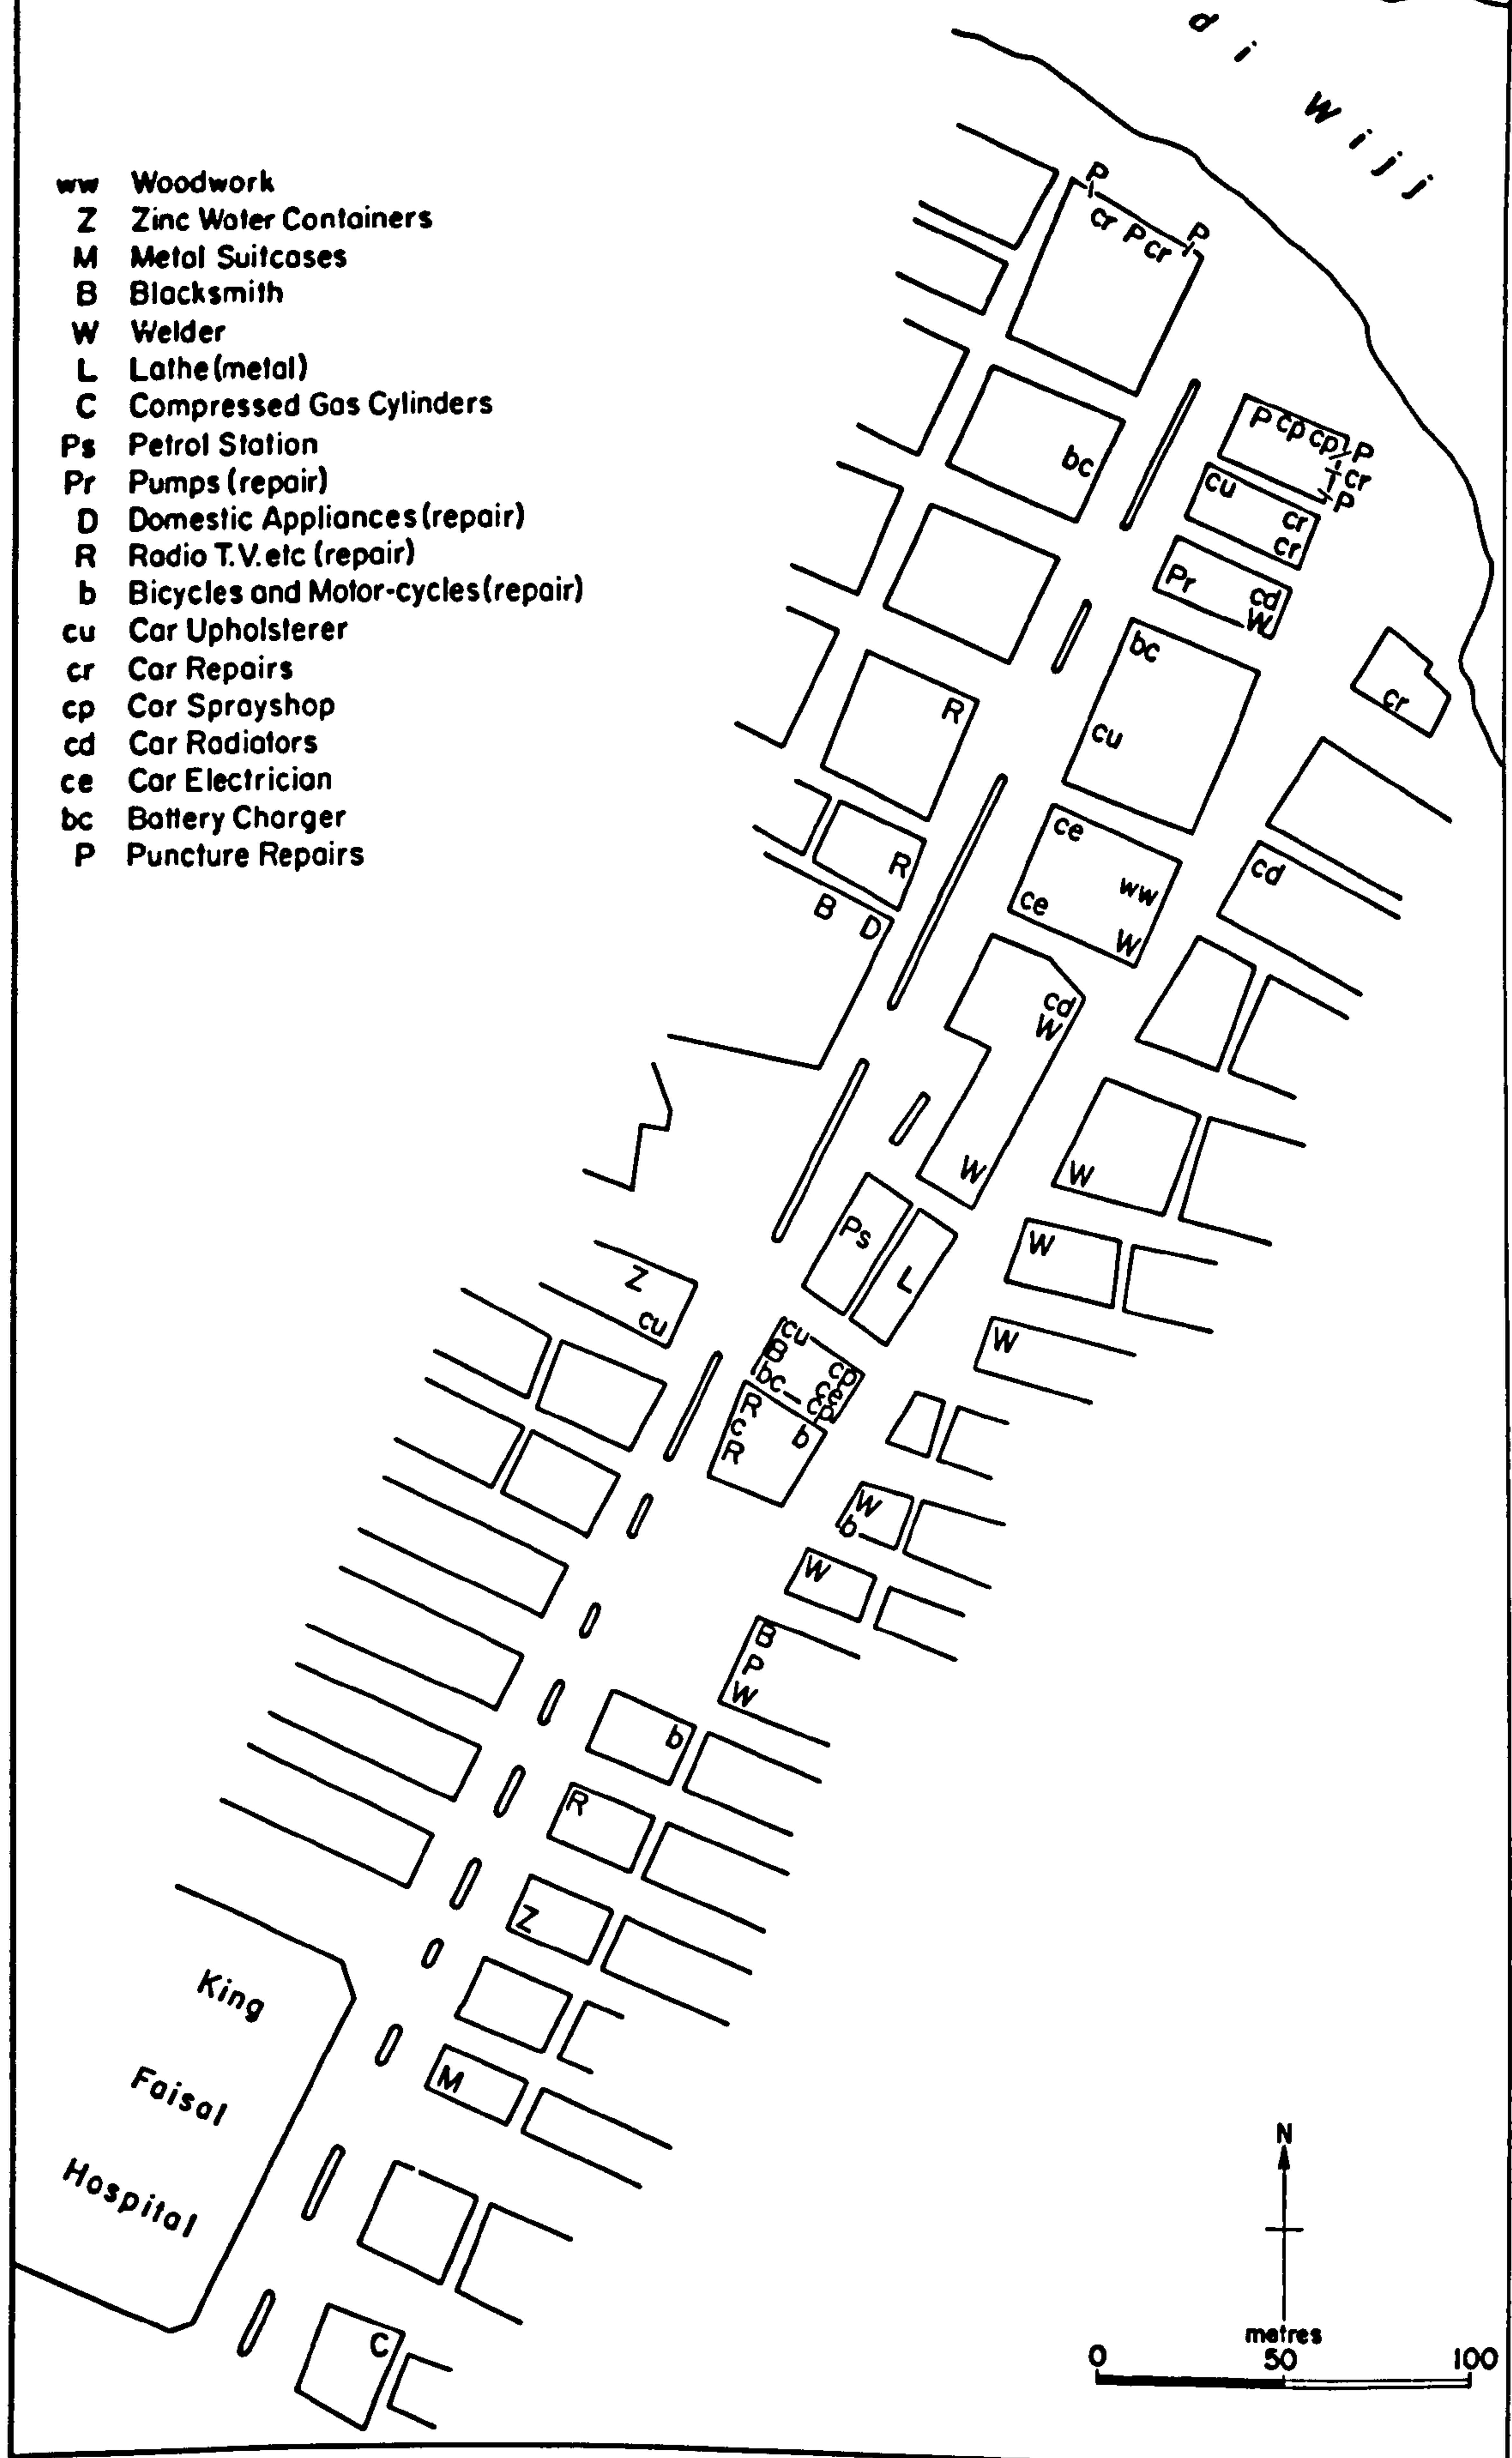 d i
W i j j
ww Woodwork
Z Zinc Water Containers
M Metal Suitcases
B Blacksmith
W Welder
L Lathe (metal)
C Compressed Gas Cylinders
Ps Petrol Station
Pr Pumps (repair)
D Domestic Appliances (repair)
R Radio T.V. etc (repair)
b Bicycles and Motor-cycles (repair)
cu Car Upholsterer
cr Car Repairs
cp Car Sprayshop
cd Car Radiators
ce Car Electrician
bc Battery Charger
P Puncture Repairs
P
cr P cr P
P cp cp P
cr
P
bc
cu
cr
cr
Pr
cd
W
bc
cr
R
cu
ce
R
ww
cd
ce
B D
W
cd
W
W
W
Ps
W
Z
L
cu
W
cu
B
cp
bc
ce
cp
R
c
b
R
W
b
W
B
P
W
b
R
Z
King
M
Faisal
Hospital
N
C
metres
0 50 100